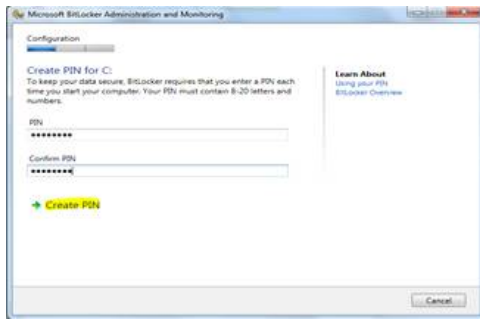 Microsoft BitLocker Administration and Monitoring
Configuration
Create PIN for C:
To keep your data secure, BitLocker requires that you enter a PIN each
time you start your computer. Your PIN must contain 8-20 letters and
numbers.
PIN
••••••••
Confirm PIN
••••••••
Create PIN
Learn About
Using your PIN
BitLocker Overview
Cancel